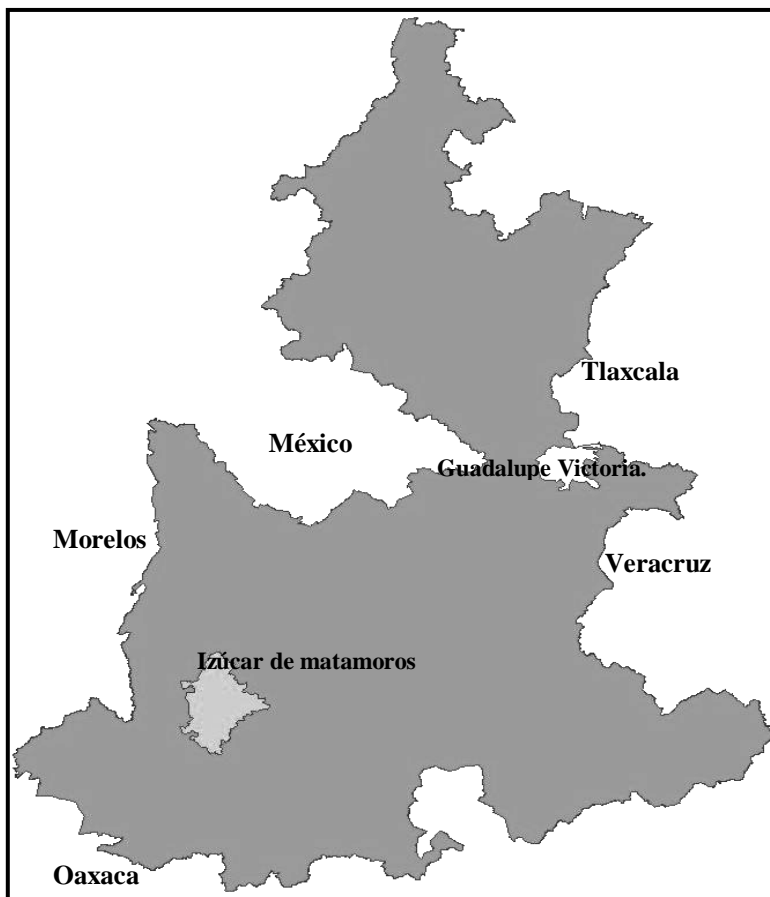 Tlaxcala
México
Guadalupe Victoria.
Morelos
Veracruz
Izúcar de matamoros
Oaxaca